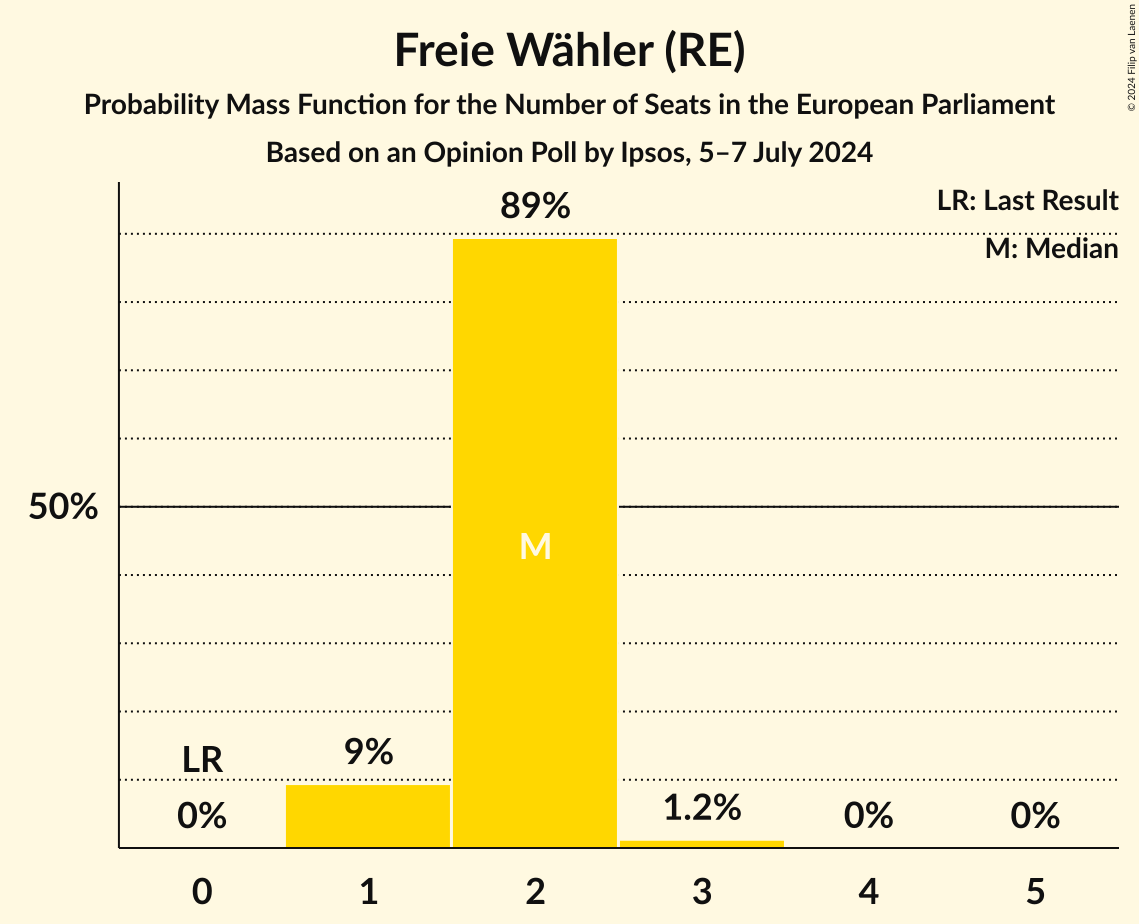 Freie Wähler (RE)
Probability Mass Function for the Number of Seats in the European Parliament
Based on an Opinion Poll by Ipsos, 5–7 July 2024
© 2024 Filip van Laenen
LR: Last Result
M: Median
89%
50%
M
LR
0%
9%
1.2%
0%
0%
0 1 2 3 4 5